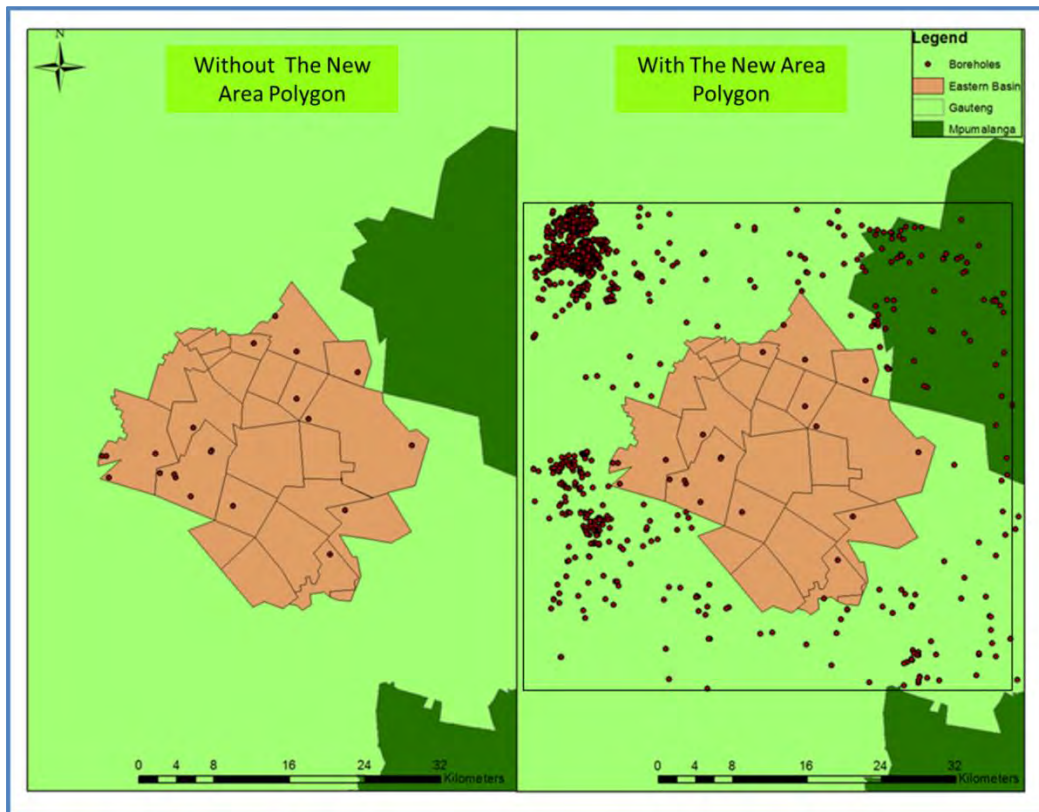 N
Without The New
Area Polygon
With The New Area
Polygon
Legend
Boreholes
Eastern Basin
Gauteng
Mpumalanga
0 4 8 16 24 32
Kilometers
0 4 8 16 24 32
Kilometers